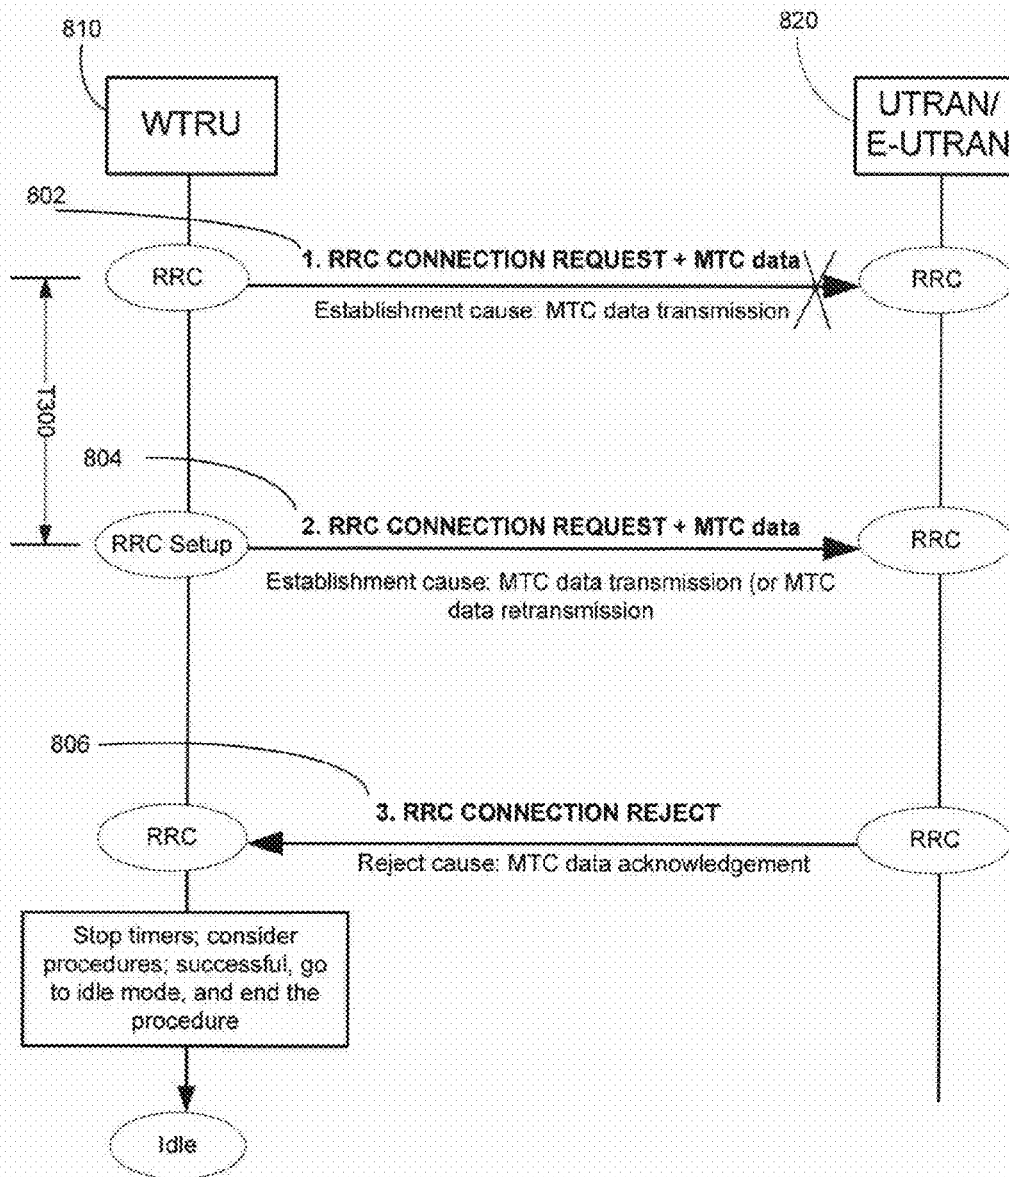 810
820
WTRU
UTRAN/
E-UTRAN
802
1. RRC CONNECTION REQUEST + MTC data
RRC
RRC
Establishment cause: MTC data transmission
T300
804
2. RRC CONNECTION REQUEST + MTC data
RRC Setup
RRC
Establishment cause: MTC data transmission (or MTC
data retransmission
806
3. RRC CONNECTION REJECT
RRC
RRC
Reject cause: MTC data acknowledgement
Stop timers; consider
procedures; successful, go
to idle mode, and end the
procedure
Idle